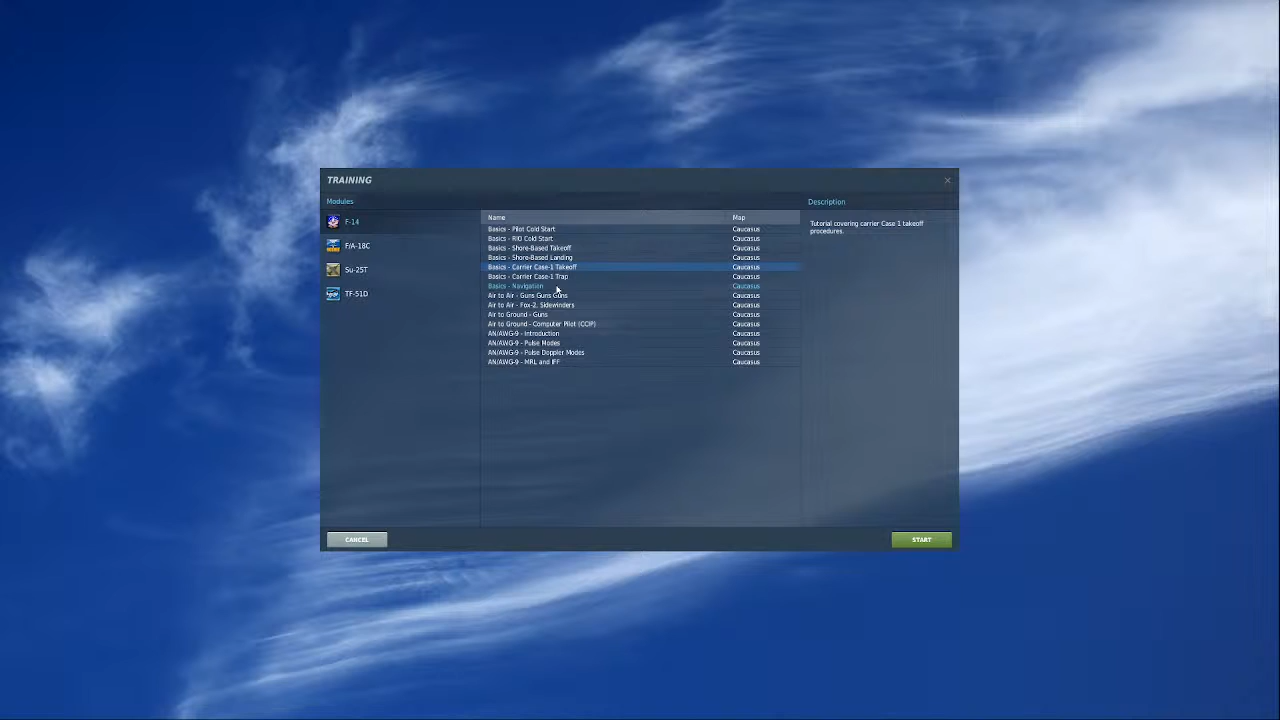 TRAINING
Modules
Description
F-14
F/A-18C
Su-25T
TF-51D
Name Map
Basics - Pilot Cold Start Caucasus
Basics - RIO Cold Start Caucasus
Basics - Shore-Based Takeoff Caucasus
Basics - Shore-Based Landing Caucasus
Basics - Carrier Case-1 Takeoff Caucasus
Basics - Carrier Case-1 Trap Caucasus
Basics - Navigation Caucasus
Air to Air - Guns Guns Guns Caucasus
Air to Air - Fox-2, Sidewinders Caucasus
Air to Ground - Guns Caucasus
Air to Ground - Computer Pilot (CCIP) Caucasus
AN/AWG-9 - Introduction Caucasus
AN/AWG-9 - Pulse Modes Caucasus
AN/AWG-9 - Pulse Doppler Modes Caucasus
AN/AWG-9 - MRL and IFF Caucasus
Tutorial covering carrier Case 1 takeoff
procedures.
CANCEL
START